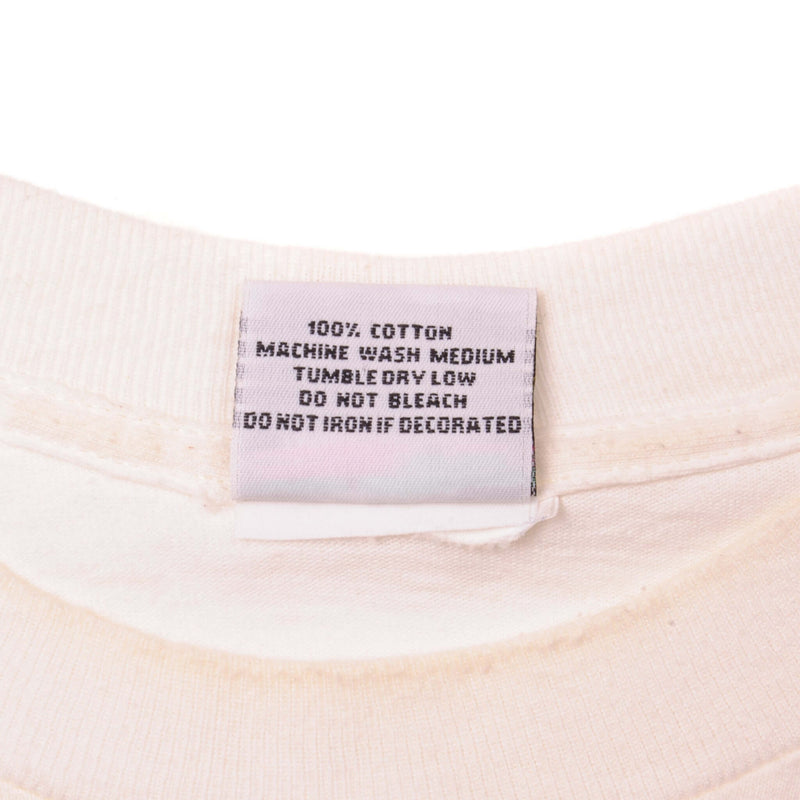 100% COTTON
MACHINE WASH MEDIUM
TUMBLE DRY LOW
DO NOT BLEACH
DO NOT IRON IF DECORATED